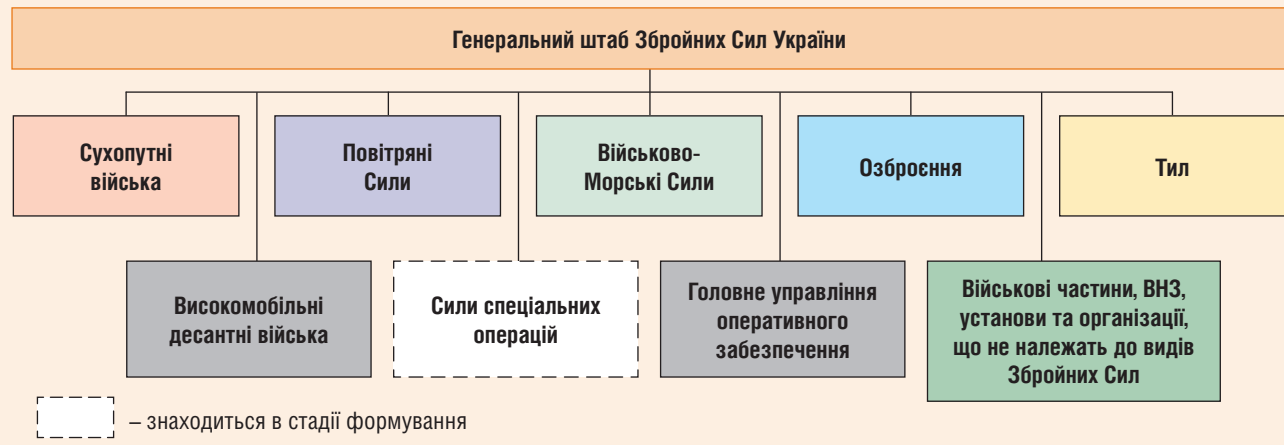 Генеральний штаб Збройних Сил України
Сухопутні
війська
Повітряні
Сили
Військово-
Морські Сили
Озброєння
Тил
Високомобільні
десантні війська
Сили спеціальних
операцій
Головне управління
оперативного
забезпечення
Військові частини, ВНЗ,
установи та організації,
що не належать до видів
Збройних Сил
– знаходиться в стадії формування